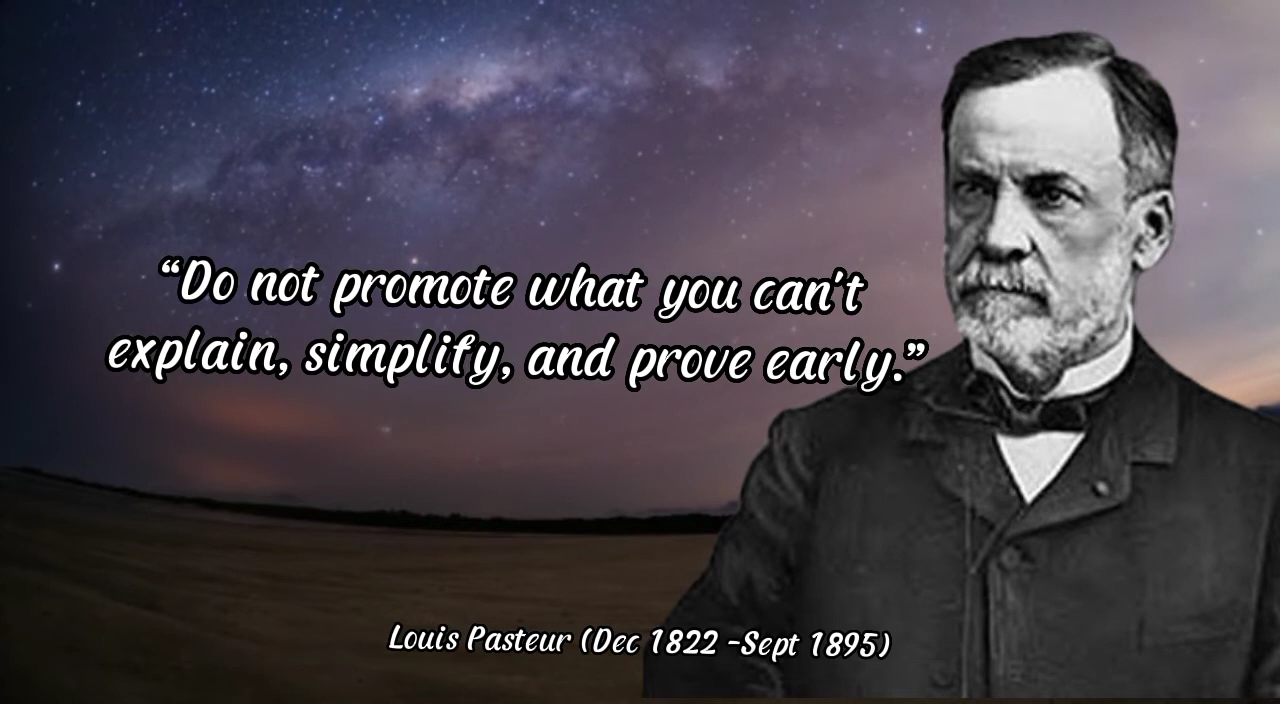 “Do not promote what you can't
explain, simplify, and prove early.”
Louis Pasteur (Dec 1822 -Sept 1895)